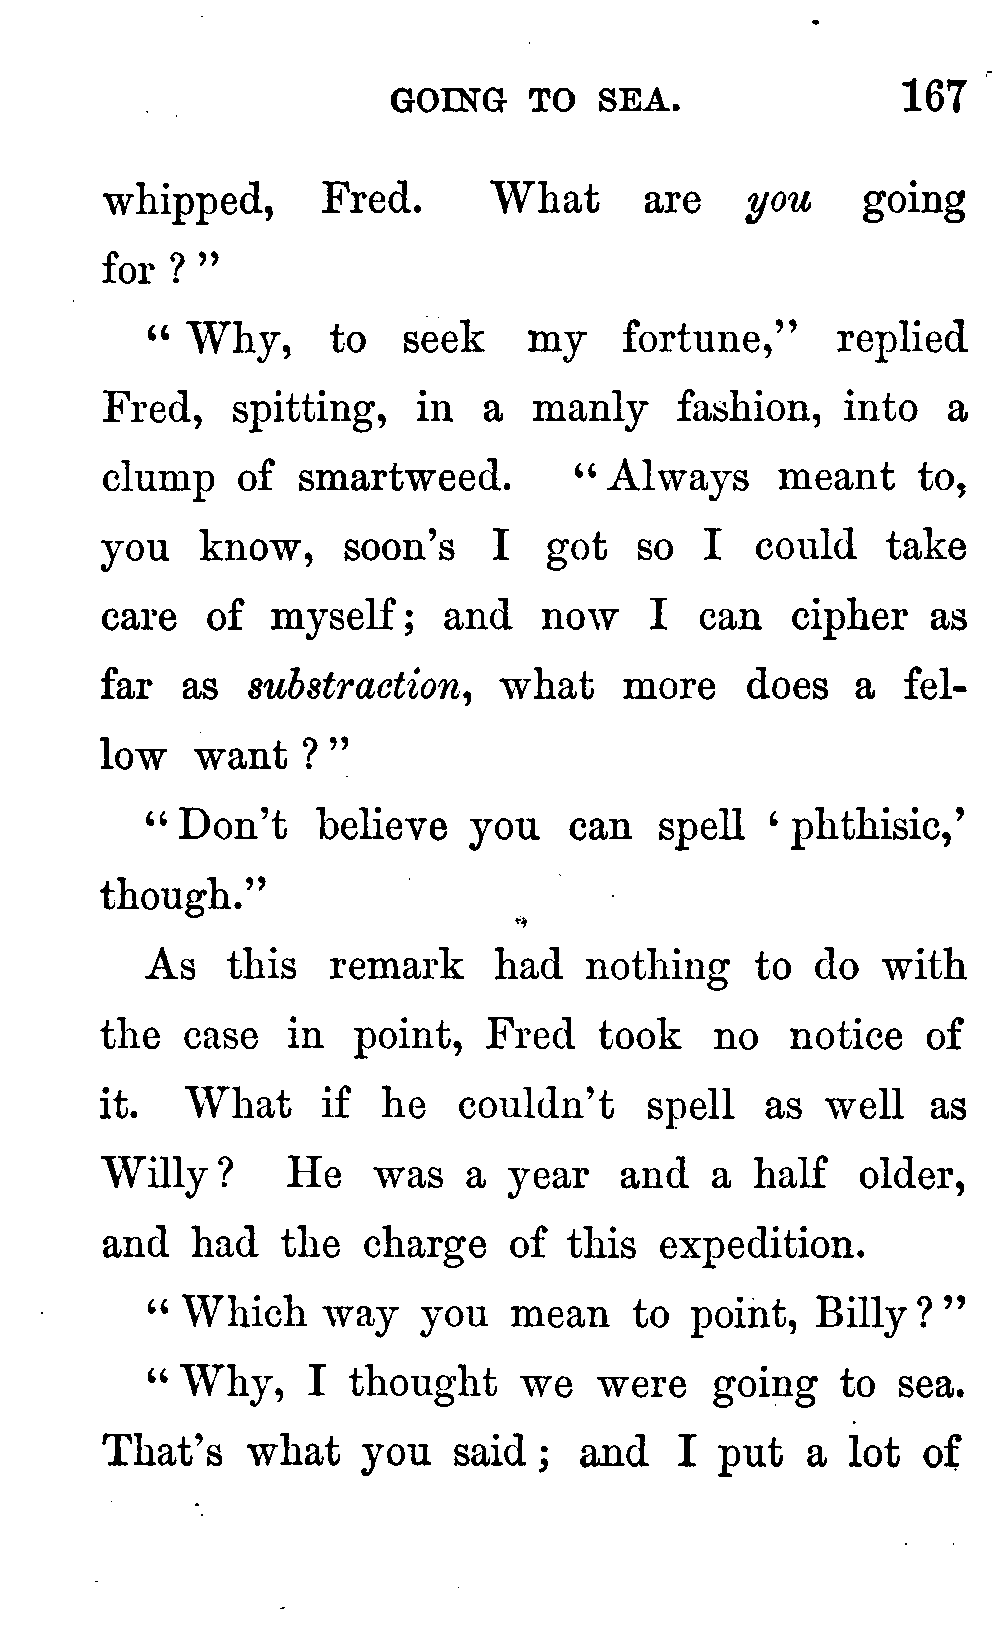 GOING TO SEA. 167
whipped, Fred. What are you going
for?"
"Why, to seek my fortune," replied
Fred, spitting, in a manly fashion, into a
clump of smartweed. "Always meant to,
you know, soon's I got so I could take
care of myself; and now I can cipher as
far as substraction, what more does a fel-
low want?"
"Don't believe you can spell 'phthisic,'
though."
As this remark had nothing to do with
the case in point, Fred took no notice of
it. What if he couldn't spell as well as
Willy? He was a year and a half older,
and had the charge of this expedition.
"Which way you mean to point, Billy?"
"Why, I thought we were going to sea.
That's what you said; and I put a lot of